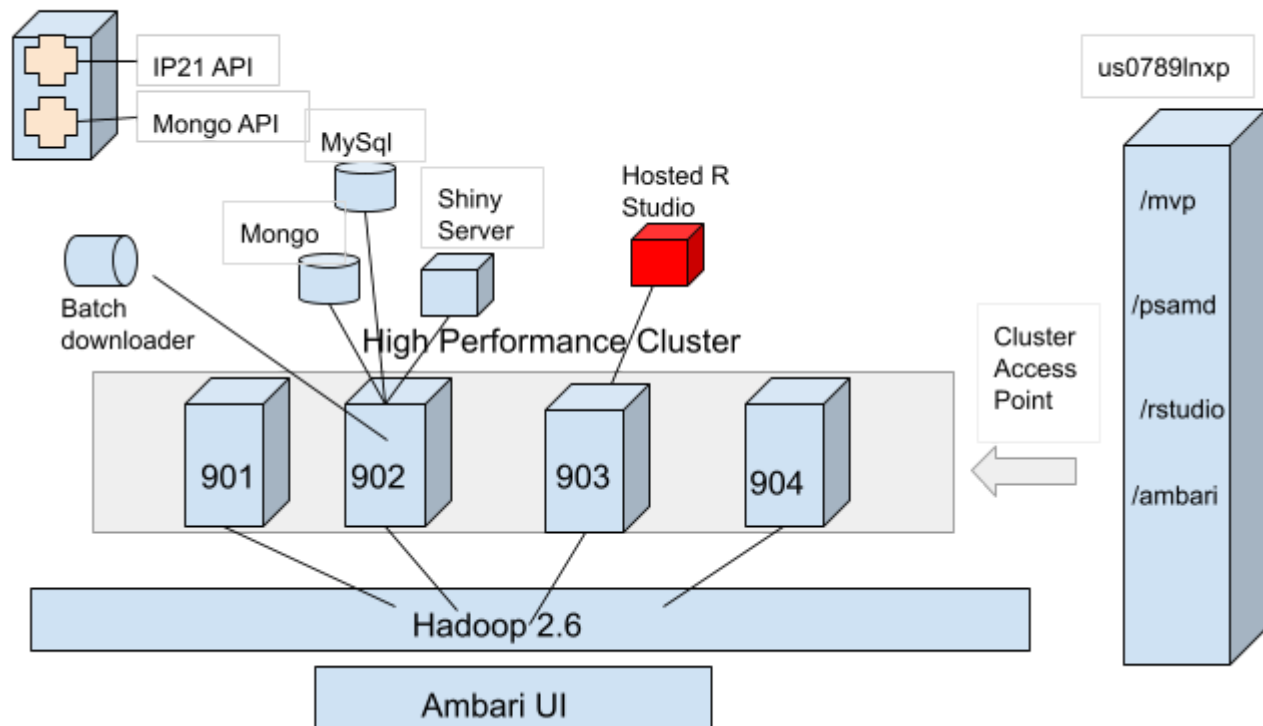 IP21 API
Mongo API
us0789lnxp
MySql
Hosted R
Studio
Shiny
Server
Mongo
/mvp
Batch
downloader
/psamd
High Performance Cluster
Cluster
Access
Point
/rstudio
901
902
903
904
/ambari
Hadoop 2.6
Ambari UI